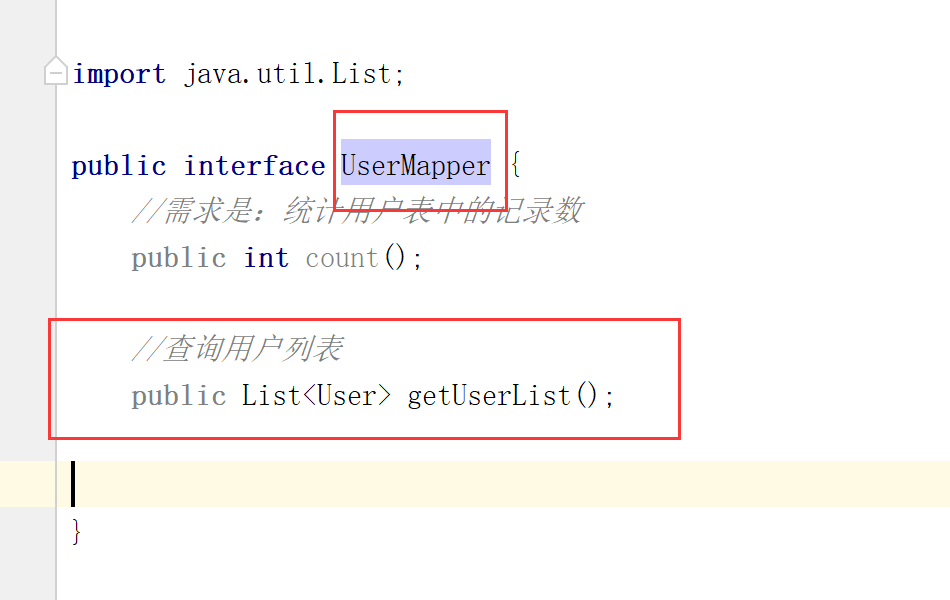 import java.util.List;
public interface UserMapper {
//需求是：统计用户表中的记录数
public int count();
//查询用户列表
public List<User> getUserList();
}